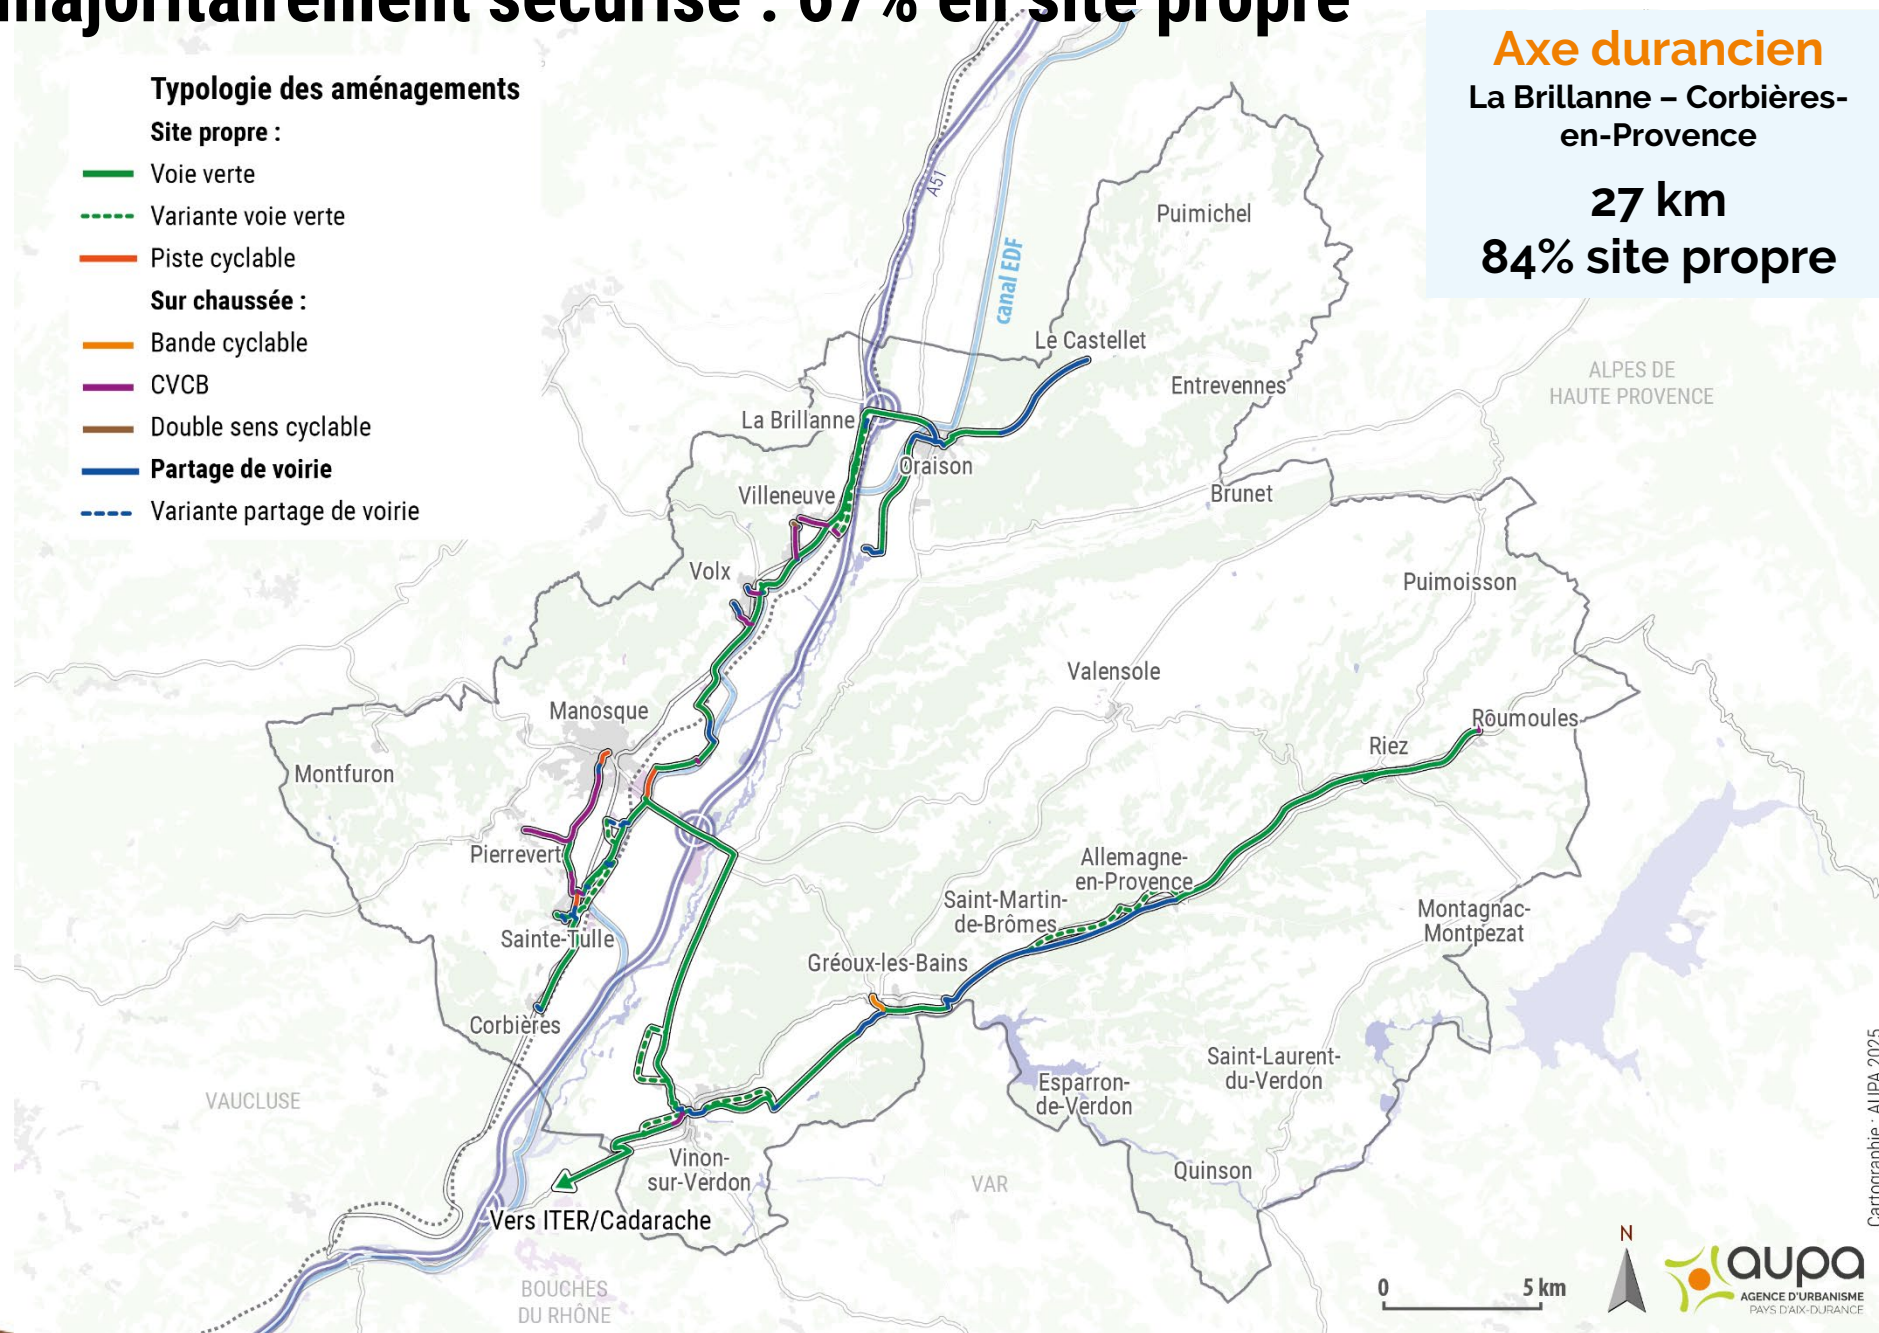 majoritairement sécurisé : 67% en site propre
Axe durancien
La Brillanne – Corbières-
en-Provence
27 km
84% site propre
Typologie des aménagements
Site propre :
Voie verte
Variante voie verte
Piste cyclable
Sur chaussée :
Bande cyclable
CVCB
Double sens cyclable
Partage de voirie
Variante partage de voirie
A51
canal EDF
Puimichel
Le Castellet
Entrevennes
ALPES DE
HAUTE PROVENCE
La Brillanne
Oraison
Villeneuve
Brunet
Volx
Puimoisson
Valensole
Manosque
Roumoules
Riez
Montfuron
Pierrevert
Allemagne-
en-Provence
Saint-Martin-
de-Brômes
Montagnac-
Montpezat
Sainte-Tulle
Gréoux-les-Bains
Corbières
Saint-Laurent-
du-Verdon
Esparron-
de-Verdon
VAUCLUSE
Vinon-
sur-Verdon
VAR
Quinson
Vers ITER/Cadarache
BOUCHES
DU RHÔNE
0 5 km
N
aupa
AGENCE D'URBANISME
PAYS D'AIX-DURANCE
Cartographie : AUPA 2025